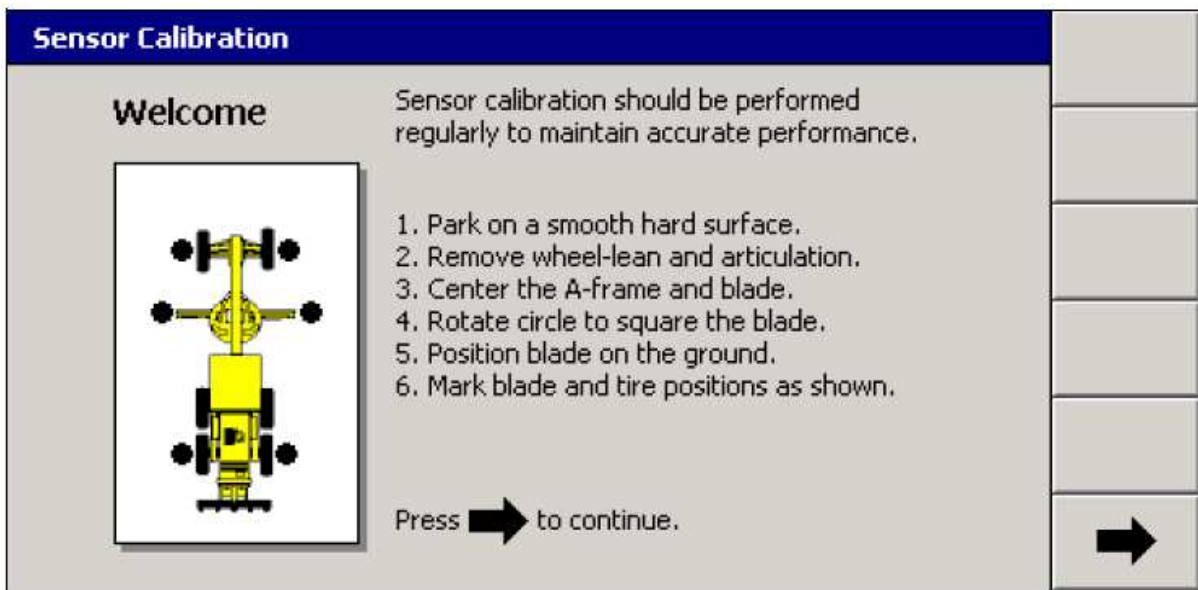 Sensor Calibration
Welcome
Sensor calibration should be performed
regularly to maintain accurate performance.
1. Park on a smooth hard surface.
2. Remove wheel-lean and articulation.
3. Center the A-frame and blade.
4. Rotate circle to square the blade.
5. Position blade on the ground.
6. Mark blade and tire positions as shown.
Press to continue.